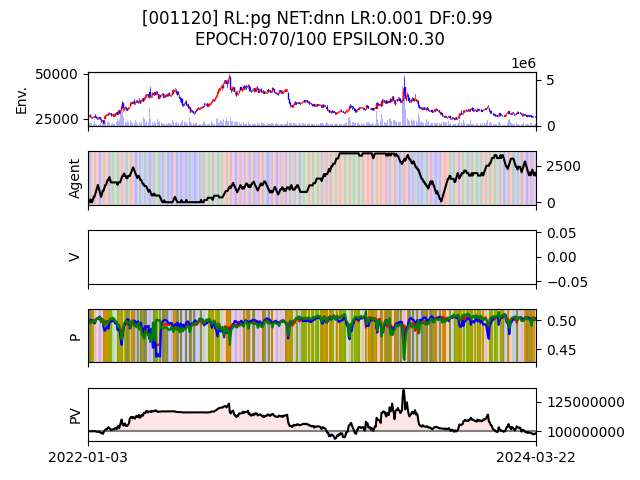 [001120] RL:pg NET:dnn LR:0.001 DF:0.99
EPOCH:070/100 EPSILON:0.30
1e6
50000
25000
Env.
5
0
Agent
2500
0
V
0.05
0.00
−0.05
P
0.50
0.45
PV
125000000
100000000
2022-01-03
2024-03-22